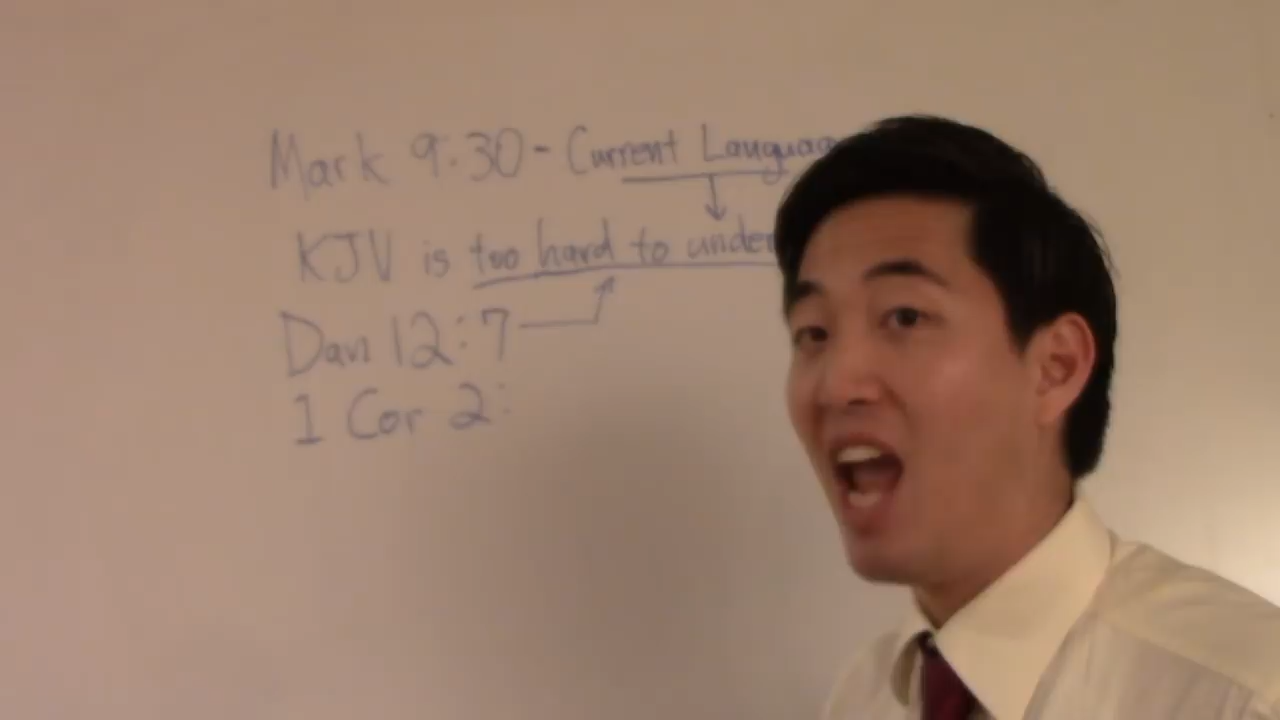 Mark 9:30 - Current Languag
KJV is too hard to under
Dan 12:7
1 Cor 2: